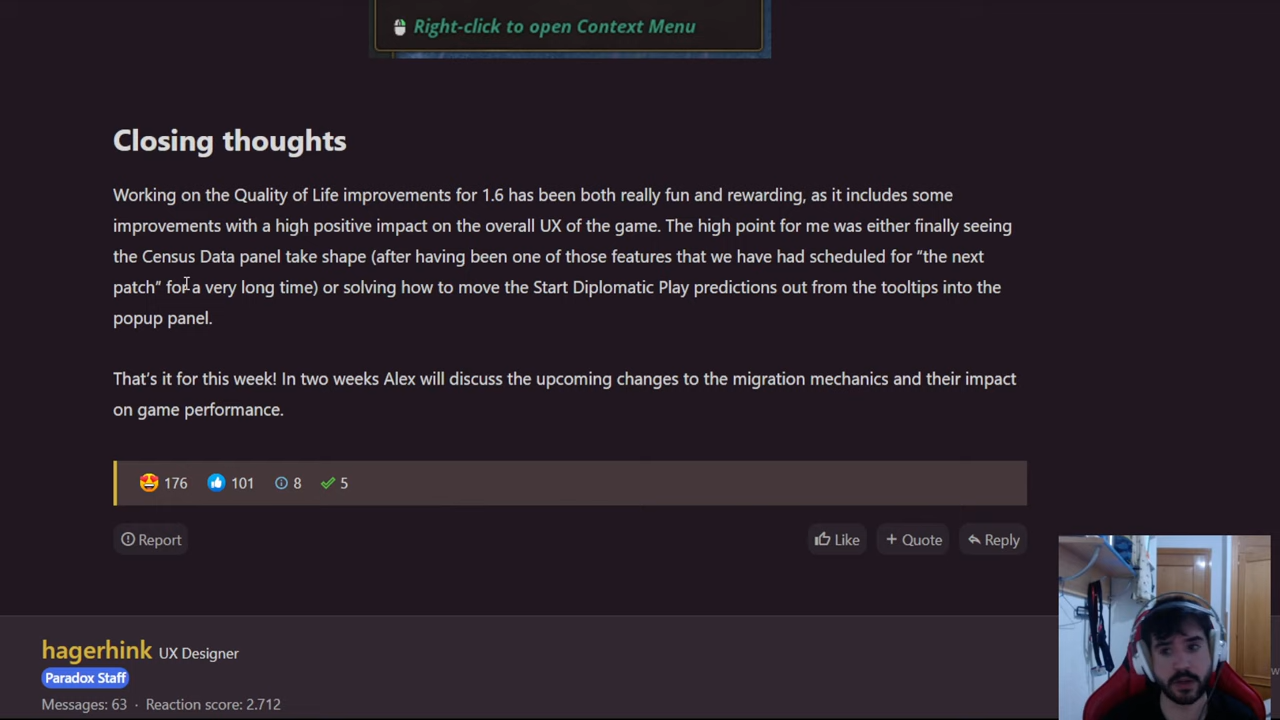 Right-click to open Context Menu
Closing thoughts
Working on the Quality of Life improvements for 1.6 has been both really fun and rewarding, as it includes some
improvements with a high positive impact on the overall UX of the game. The high point for me was either finally seeing
the Census Data panel take shape (after having been one of those features that we have had scheduled for “the next
patch” for a very long time) or solving how to move the Start Diplomatic Play predictions out from the tooltips into the
popup panel.
That’s it for this week! In two weeks Alex will discuss the upcoming changes to the migration mechanics and their impact
on game performance.
176 101 8 5
Report Like + Quote Reply
hagerhink UX Designer
Paradox Staff
Messages: 63 · Reaction score: 2.712